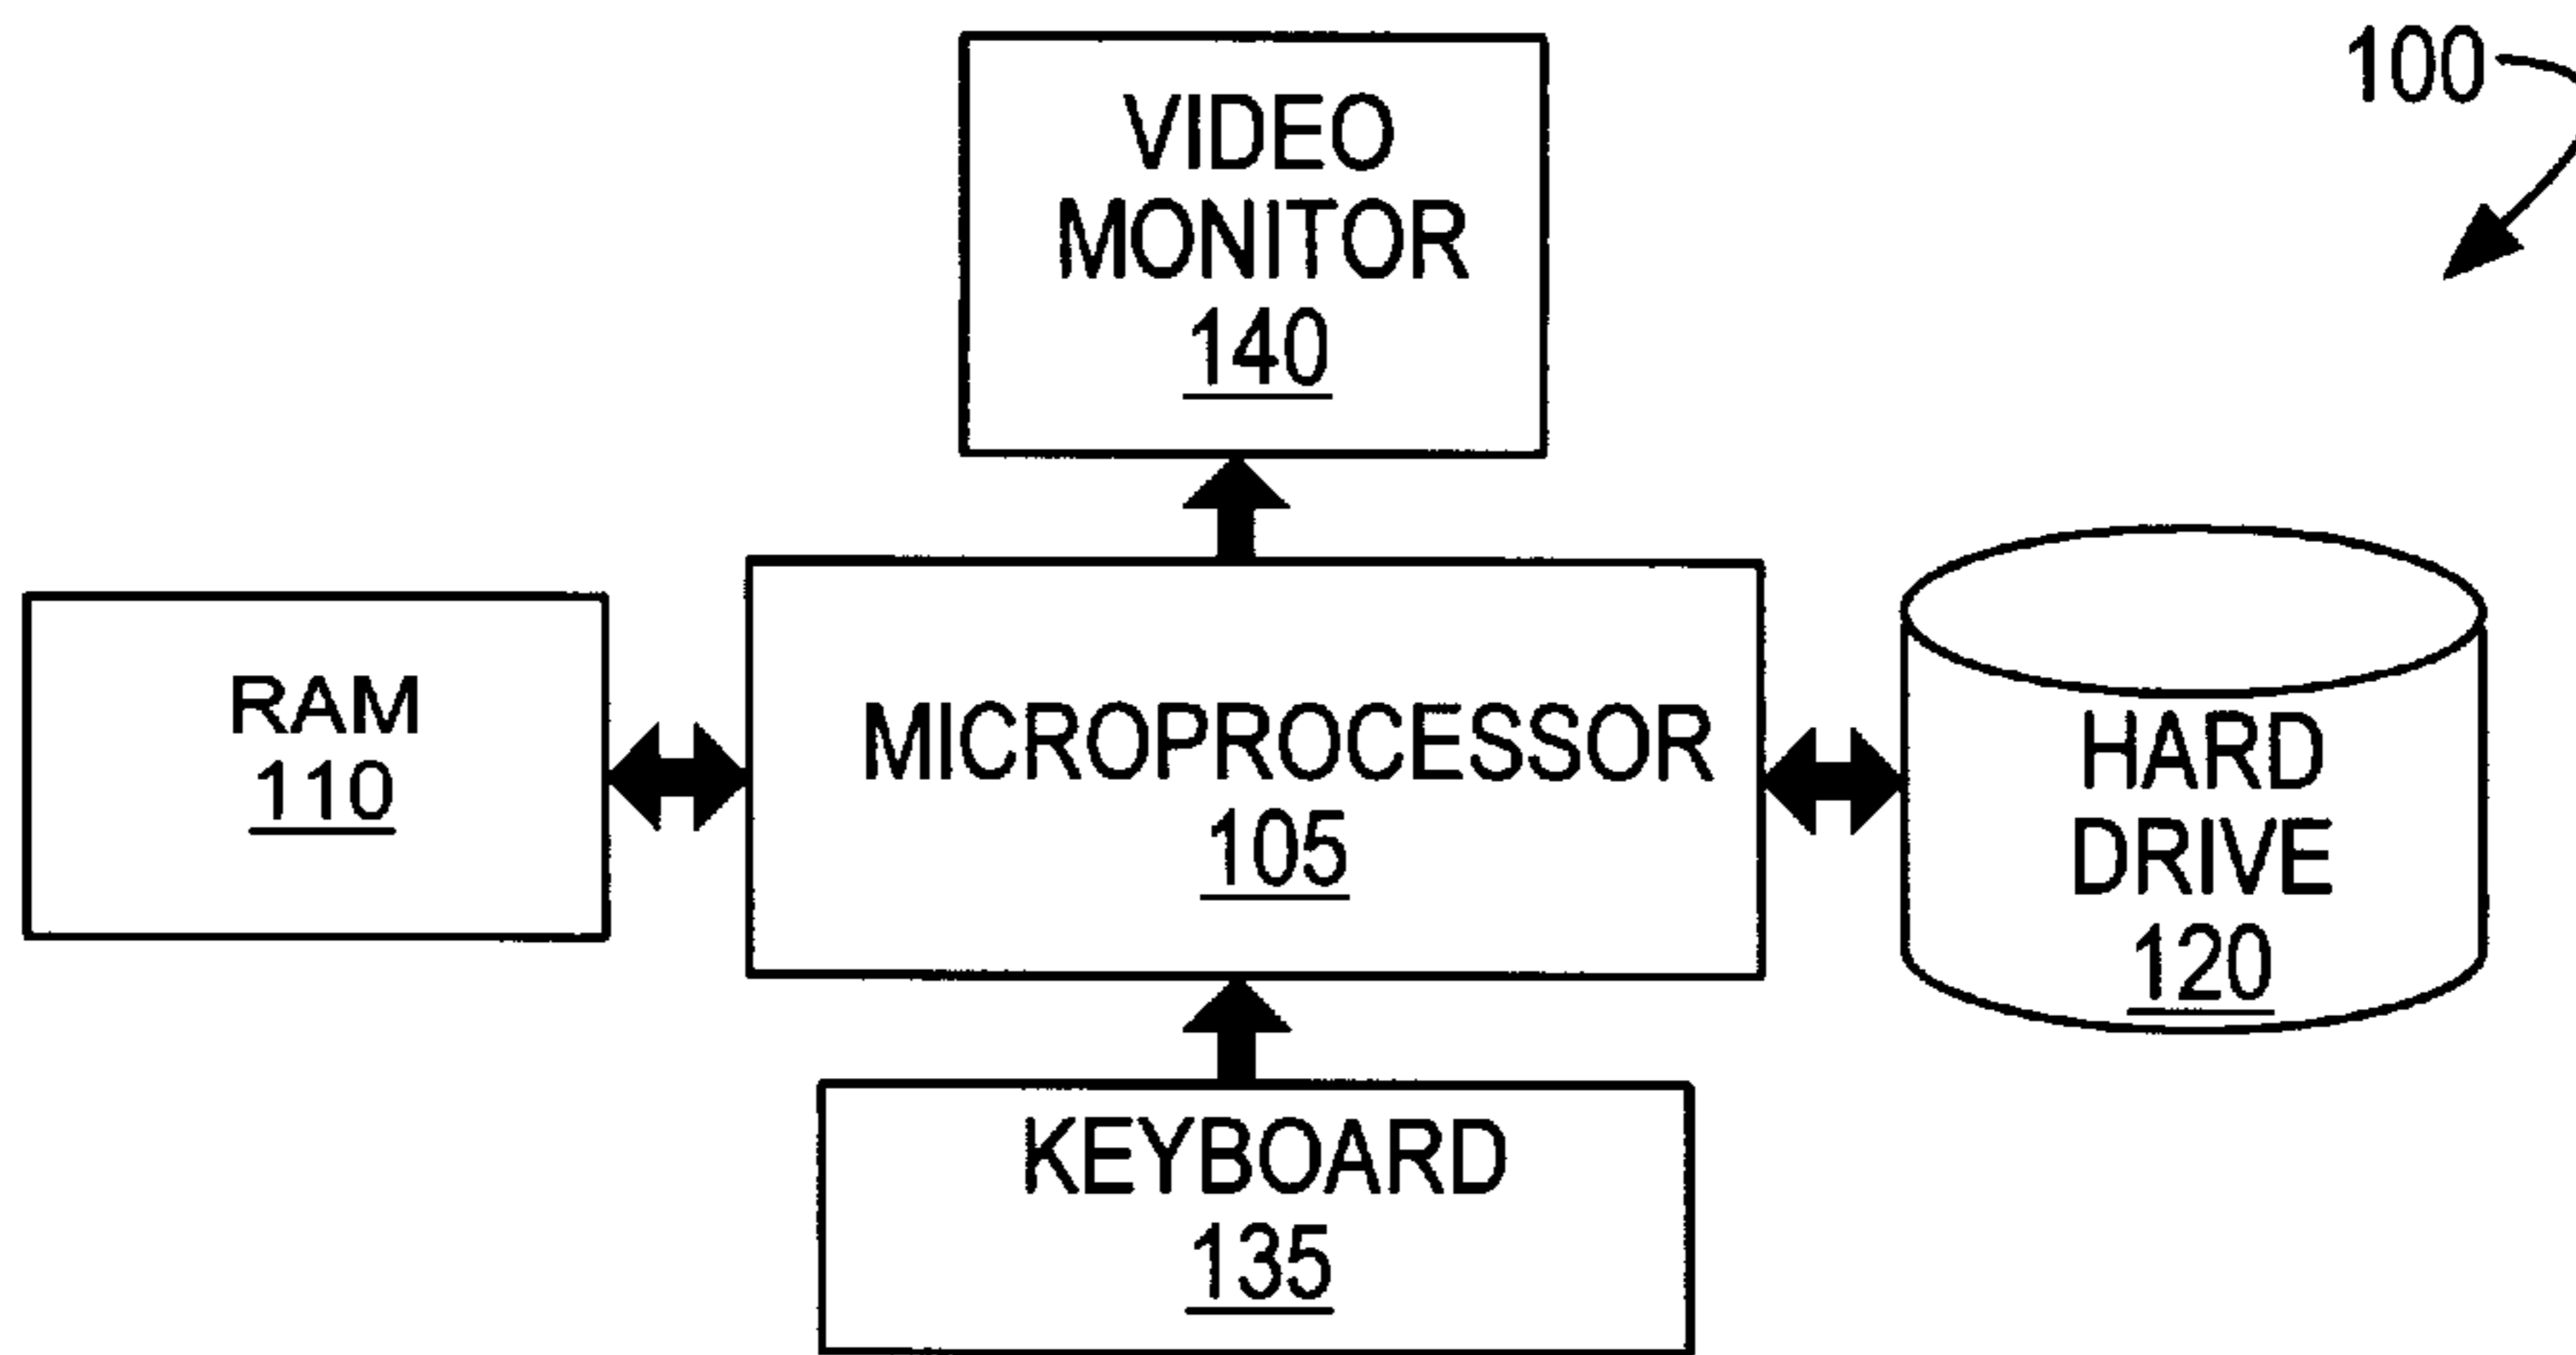 100
VIDEO
MONITOR
140
RAM
110
MICROPROCESSOR
105
HARD
DRIVE
120
KEYBOARD
135